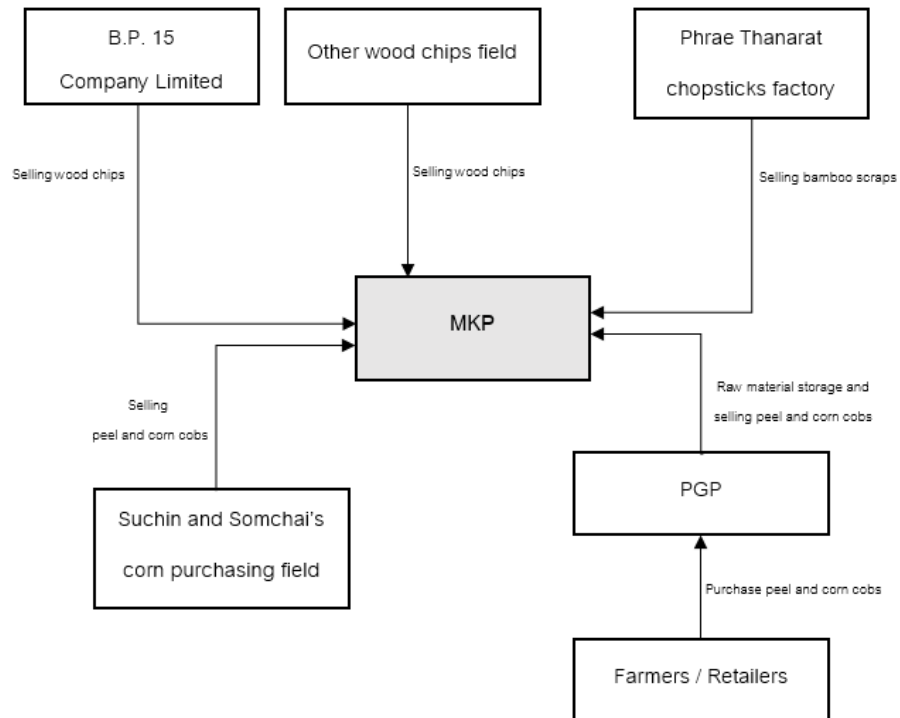 B.P. 15
Company Limited
Other wood chips field
Phrae Thanarat
chopsticks factory
Selling wood chips
Selling wood chips
Selling bamboo scraps
MKP
Selling
peel and corn cobs
Raw material storage and
selling peel and corn cobs
PGP
Suchin and Somchai's
corn purchasing field
Purchase peel and corn cobs
Farmers / Retailers